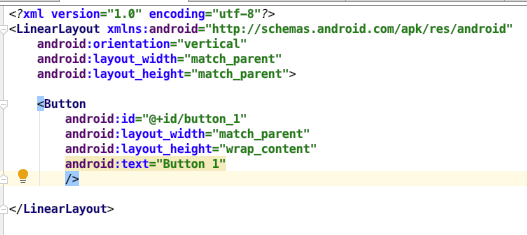 <?xml version="1.0" encoding="utf-8"?>
<LinearLayout xmlns:android="http://schemas.android.com/apk/res/android"
    android:orientation="vertical"
    android:layout_width="match_parent"
    android:layout_height="match_parent">

    <Button
        android:id="@+id/button_1"
        android:layout_width="match_parent"
        android:layout_height="wrap_content"
        android:text="Button 1"
        />

</LinearLayout>